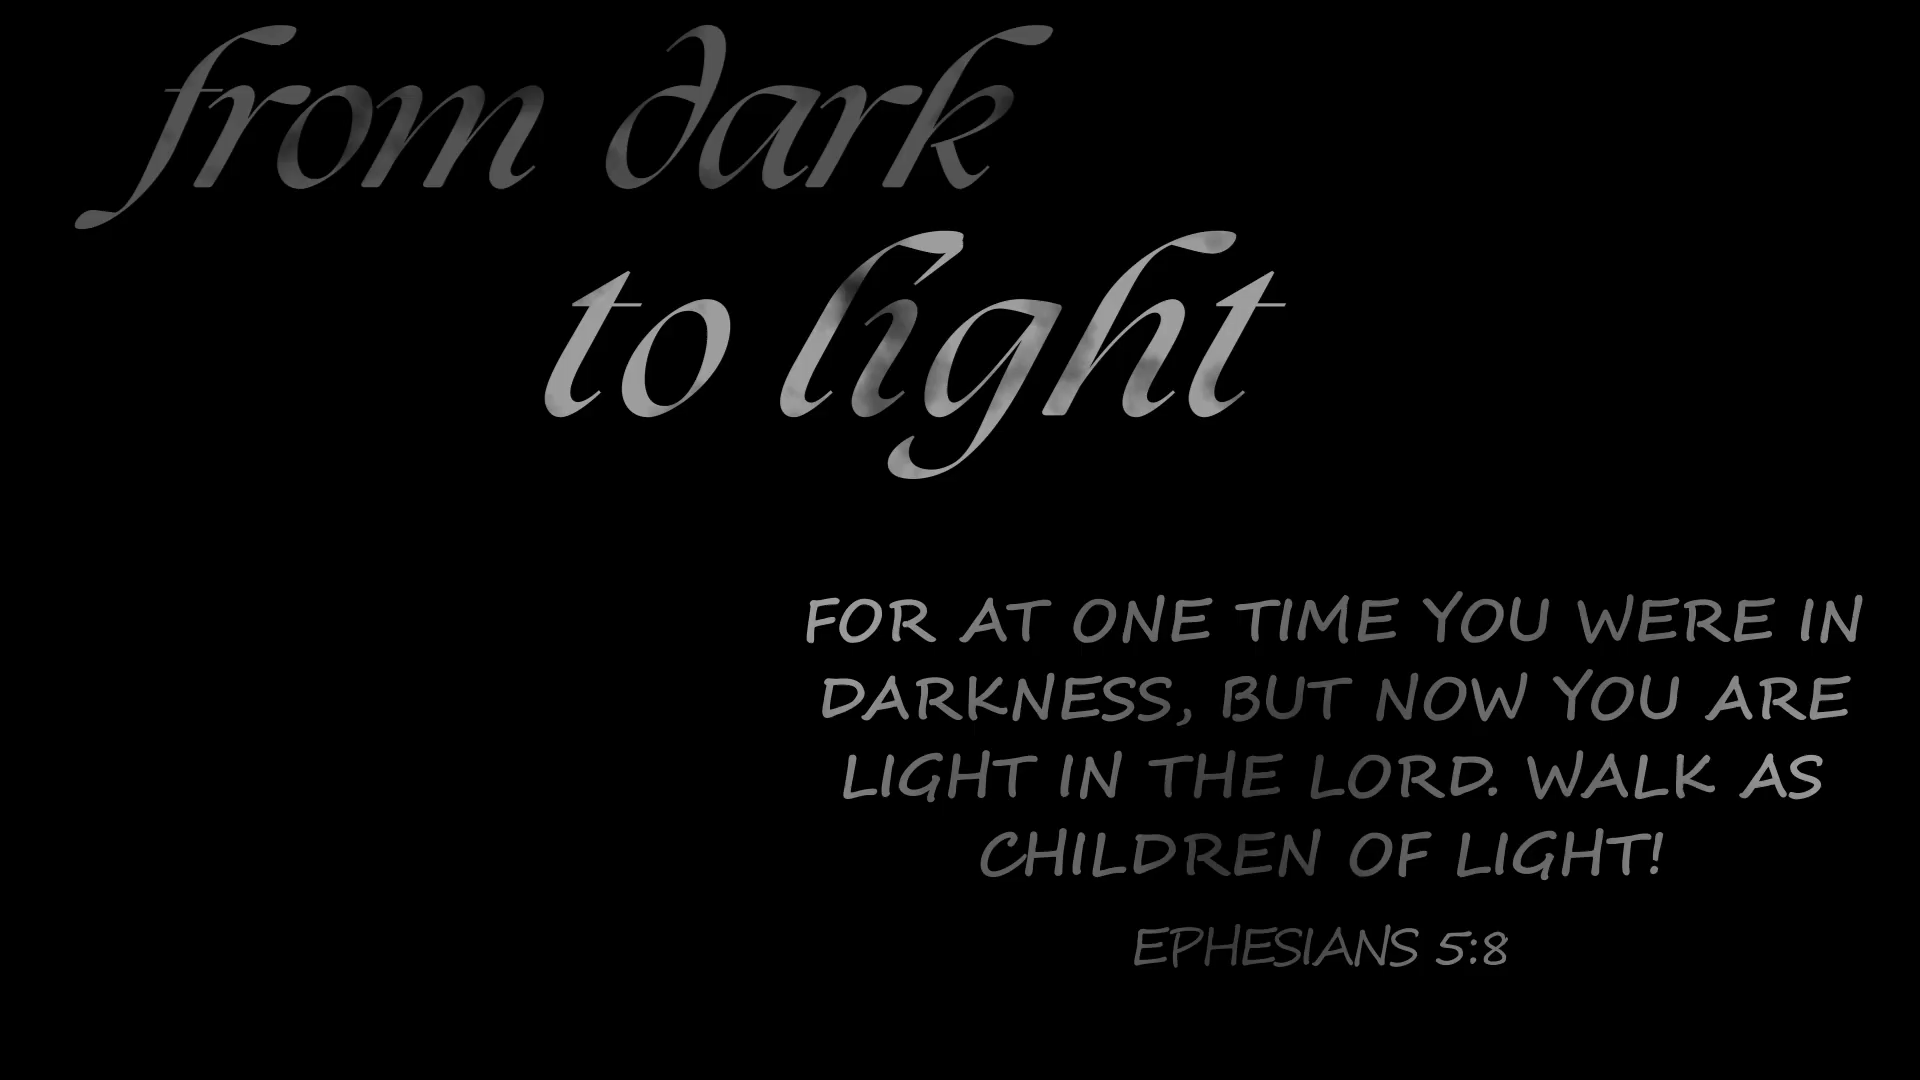 from dark
to light
FOR AT ONE TIME YOU WERE IN
DARKNESS, BUT NOW YOU ARE
LIGHT IN THE LORD. WALK AS
CHILDREN OF LIGHT!
EPHESIANS 5:8